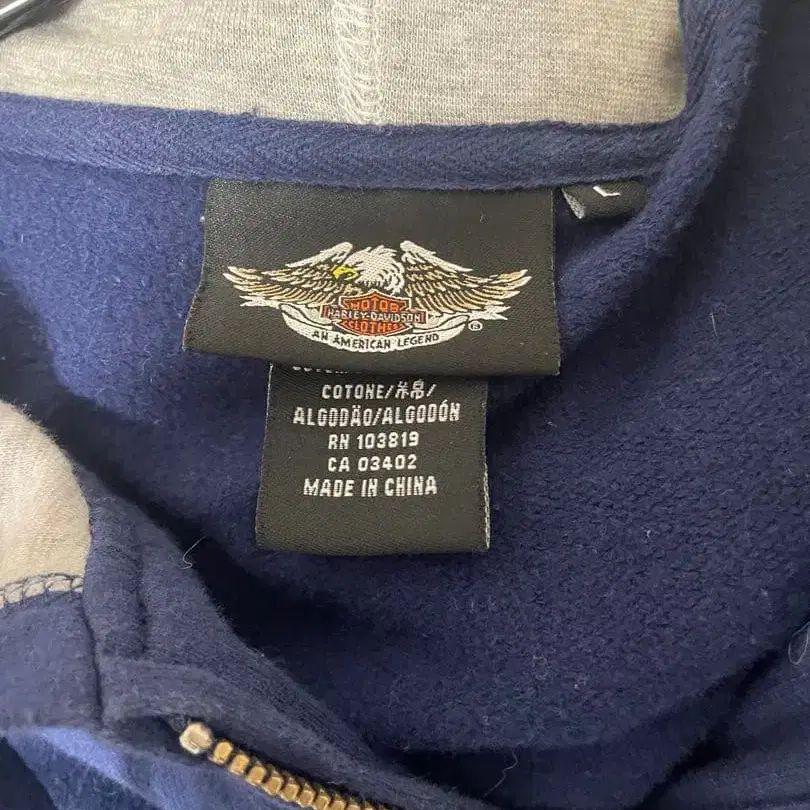 MOTOR
HARLEY-DAVIDSON
CLOTHES
AN AMERICAN LEGEND
®
L
COTONE/棉/
ALGODÃO/ALGODÓN
RN 103819
CA 03402
MADE IN CHINA